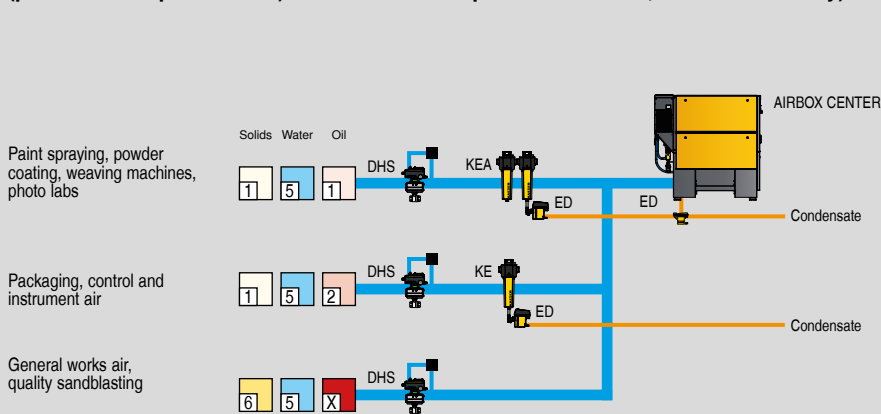 AIRBOX CENTER
Solids Water Oil
Paint spraying, powder
coating, weaving machines,
photo labs
1 5 1
DHS
KEA
ED
ED
Condensate
Packaging, control and
instrument air
1 5 2
DHS
KE
ED
Condensate
General works air,
quality sandblasting
6 5 X
DHS